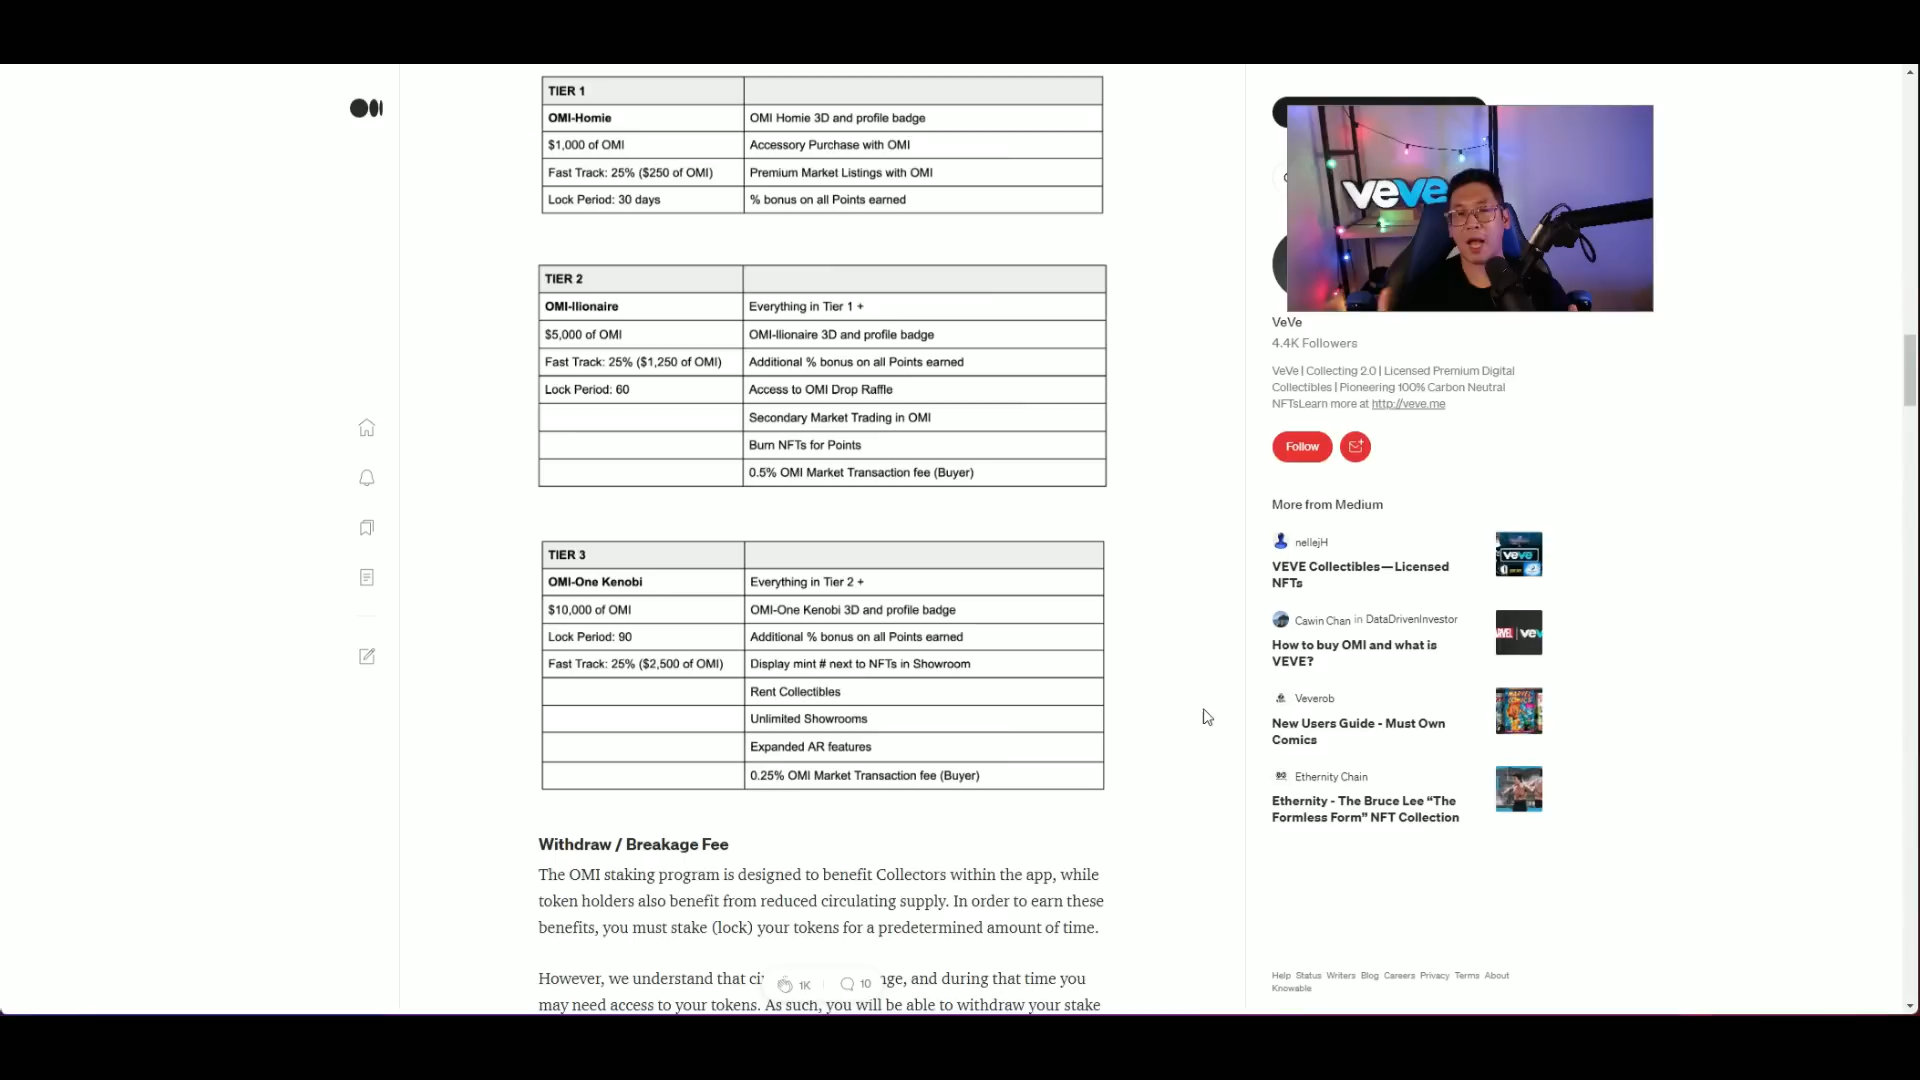 TIER 1
OMI-Homie OMI Homie 3D and profile badge
$1,000 of OMI Accessory Purchase with OMI
Fast Track: 25% ($250 of OMI) Premium Market Listings with OMI
Lock Period: 30 days % bonus on all Points earned
TIER 2
OMI-llionaire Everything in Tier 1 +
$5,000 of OMI OMI-llionaire 3D and profile badge
Fast Track: 25% ($1,250 of OMI) Additional % bonus on all Points earned
Lock Period: 60 Access to OMI Drop Raffle
Secondary Market Trading in OMI
Burn NFTs for Points
0.5% OMI Market Transaction fee (Buyer)
TIER 3
OMI-One Kenobi Everything in Tier 2 +
$10,000 of OMI OMI-One Kenobi 3D and profile badge
Lock Period: 90 Additional % bonus on all Points earned
Fast Track: 25% ($2,500 of OMI) Display mint # next to NFTs in Showroom
Rent Collectibles
Unlimited Showrooms
Expanded AR features
0.25% OMI Market Transaction fee (Buyer)
Withdraw / Breakage Fee
The OMI staking program is designed to benefit Collectors within the app, while
token holders also benefit from reduced circulating supply. In order to earn these
benefits, you must stake (lock) your tokens for a predetermined amount of time.
However, we understand that and during that time you
may need access to your tokens. As such, you will be able to withdraw your stake
1K 10
veve
VeVe
4.4K Followers
VeVe | Collecting 2.0 | Licensed Premium Digital
Collectibles | Pioneering 100% Carbon Neutral
NFTsLearn more at http://veve.me
Follow
More from Medium
nellejH
VEVE Collectibles—Licensed
NFTs
veve
Cawin Chan in DataDrivenInvestor
How to buy OMI and what is
VEVE?
Veverob
New Users Guide - Must Own
Comics
Ethernity Chain
Ethernity - The Bruce Lee “The
Formless Form” NFT Collection
Help Status Writers Blog Careers Privacy Terms About
Knowable